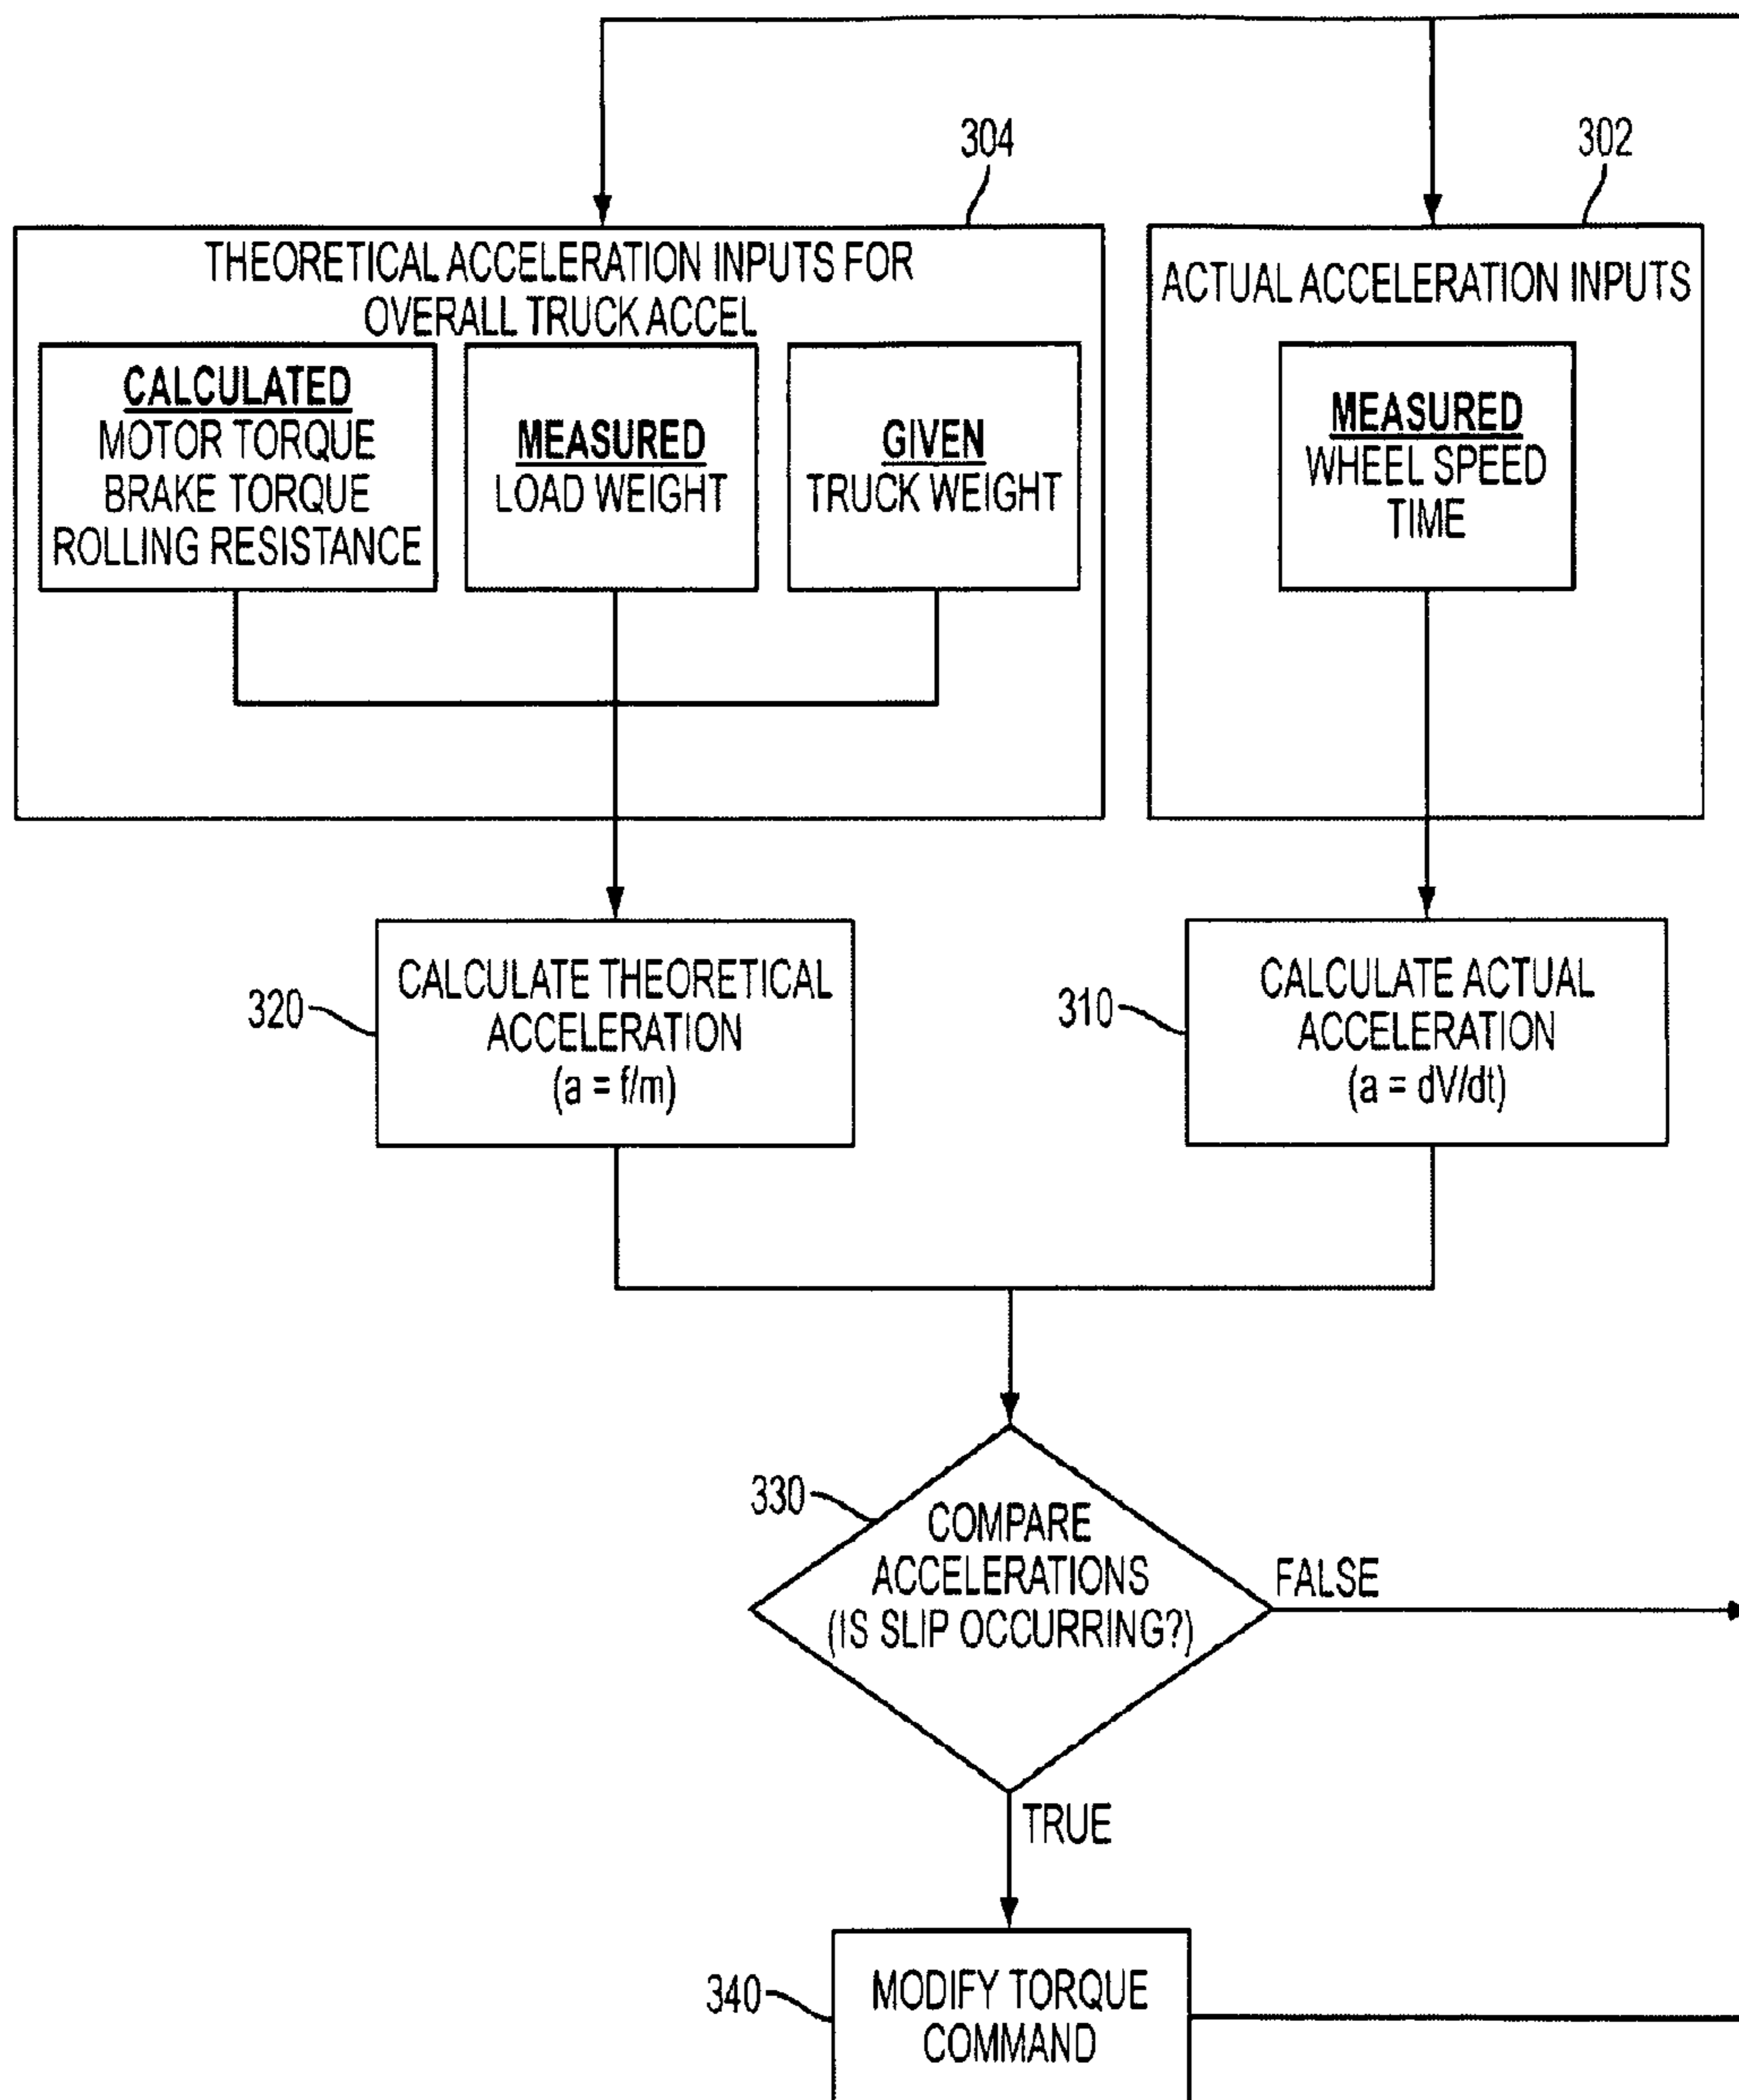 304
302
THEORETICAL ACCELERATION INPUTS FOR
OVERALL TRUCK ACCEL
CALCULATED
MOTOR TORQUE
BRAKE TORQUE
ROLLING RESISTANCE
MEASURED
LOAD WEIGHT
GIVEN
TRUCK WEIGHT
ACTUAL ACCELERATION INPUTS
MEASURED
WHEEL SPEED
TIME
320
CALCULATE THEORETICAL
ACCELERATION
(a = f/m)
310
CALCULATE ACTUAL
ACCELERATION
(a = dV/dt)
330
COMPARE
ACCELERATIONS
(IS SLIP OCCURRING?)
FALSE
TRUE
340
MODIFY TORQUE
COMMAND